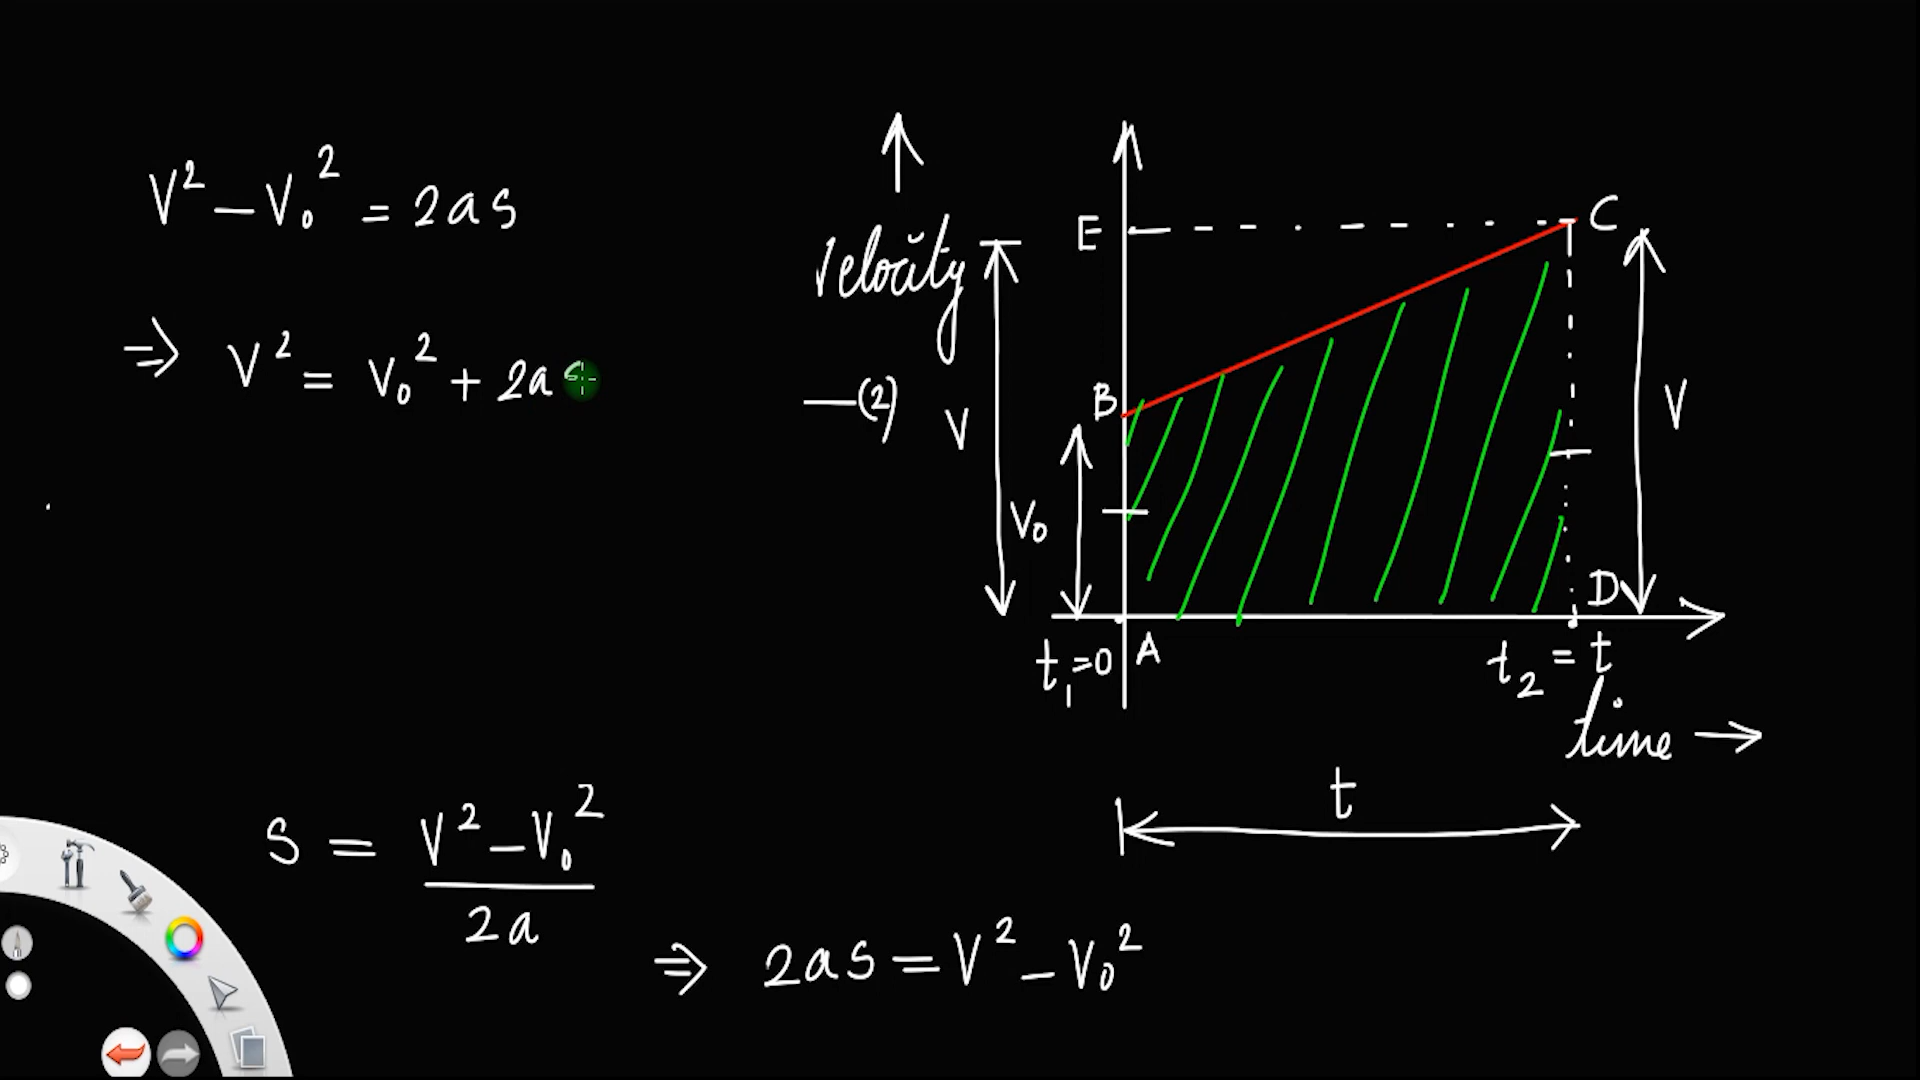 V² – V₀² = 2as
⇒ V² = V₀² + 2as
—(2)
velocity
V
V₀
E
B
C
V
D
t₁=0
A
t₂ = t
time →
t
S = (V² – V₀²) / 2a
⇒ 2as = V² – V₀²